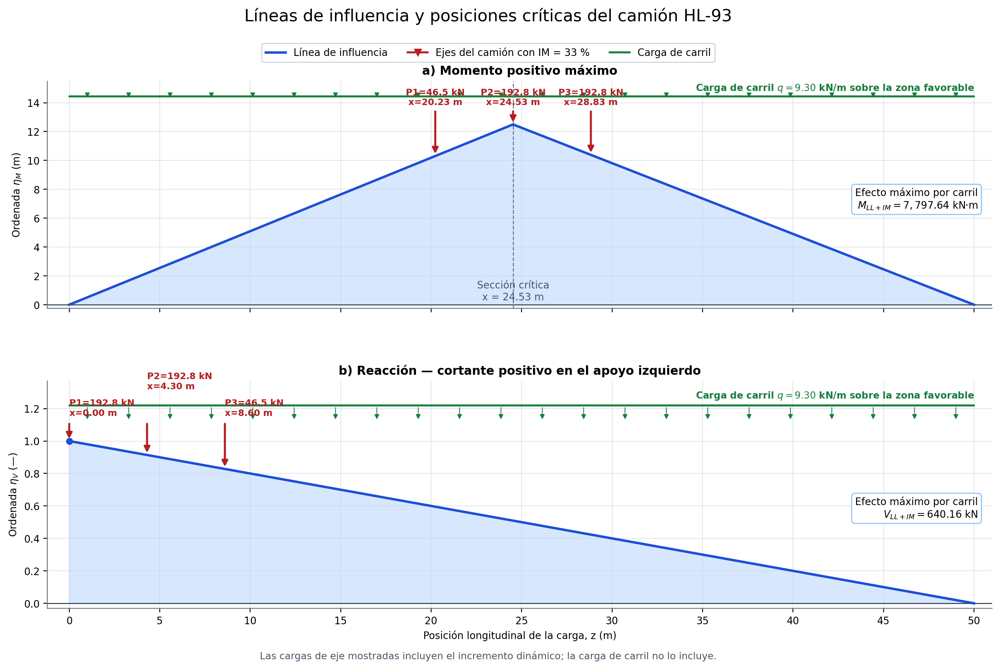 Líneas de influencia y posiciones críticas del camión HL-93
Línea de influencia
Ejes del camión con IM = 33 %
Carga de carril
a) Momento positivo máximo
Carga de carril q = 9.30 kN/m sobre la zona favorable
P1=46.5 kN
x=20.23 m
P2=192.8 kN
x=24.53 m
P3=192.8 kN
x=28.83 m
14
12
10
8
6
4
2
0
Ordenada ηM (m)
Efecto máximo por carril
MLL+IM = 7,797.64 kN·m
Sección crítica
x = 24.53 m
b) Reacción — cortante positivo en el apoyo izquierdo
P2=192.8 kN
x=4.30 m
Carga de carril q = 9.30 kN/m sobre la zona favorable
P1=192.8 kN
x=0.00 m
P3=46.5 kN
x=8.60 m
1.2
1.0
0.8
0.6
0.4
0.2
0.0
Ordenada ηV (—)
Efecto máximo por carril
VLL+IM = 640.16 kN
0 5 10 15 20 25 30 35 40 45 50
Posición longitudinal de la carga, z (m)
Las cargas de eje mostradas incluyen el incremento dinámico; la carga de carril no lo incluye.